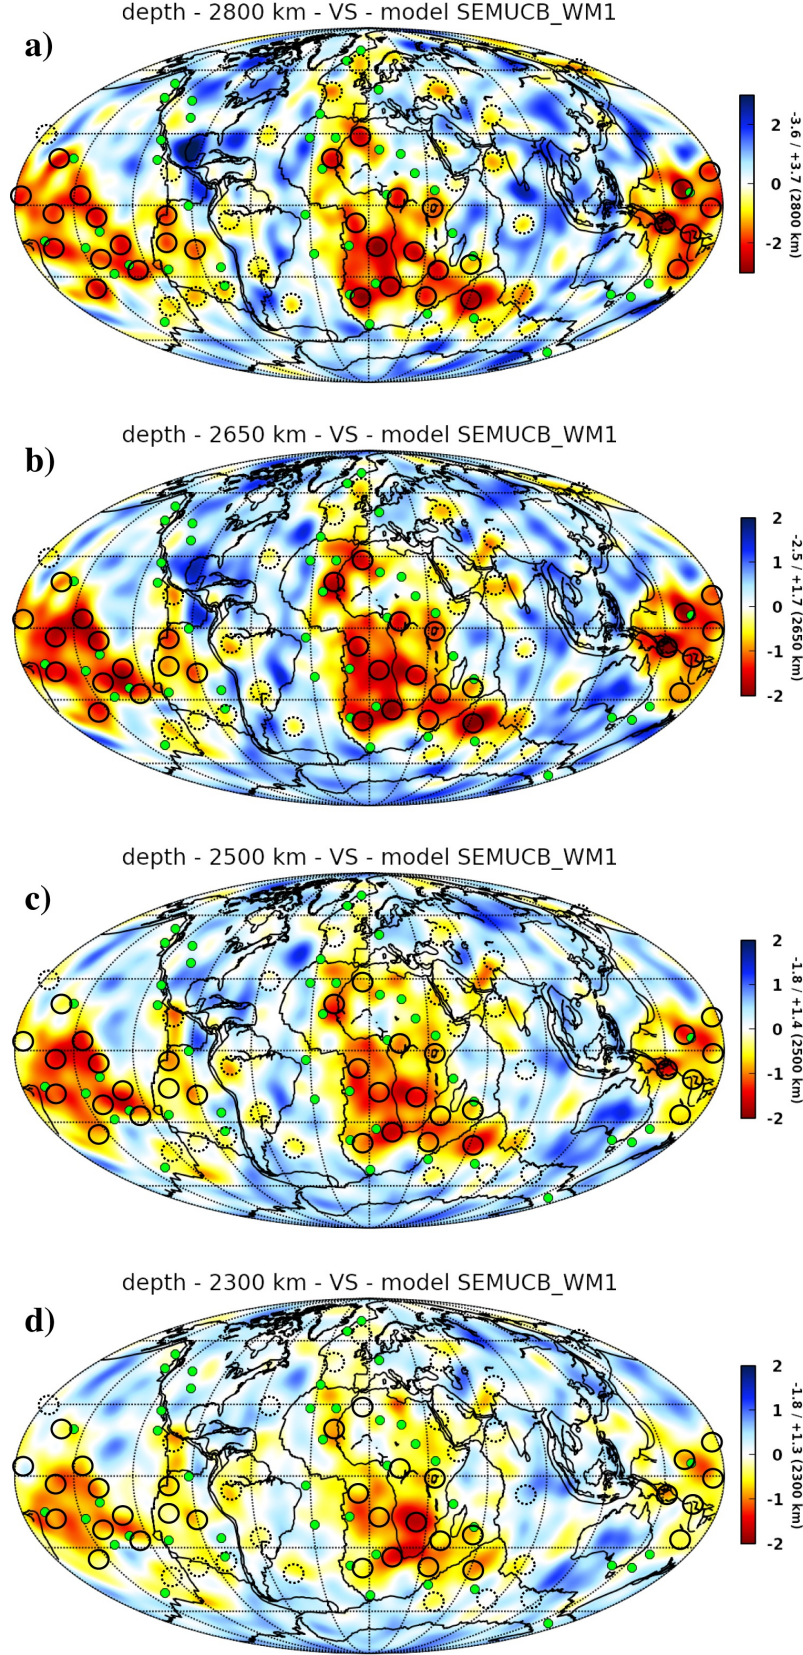 depth - 2800 km - VS - model SEMUCB_WM1
a)
2
0
-2
-3.6 / +3.7 (2800 km)
depth - 2650 km - VS - model SEMUCB_WM1
b)
2
1
0
-1
-2
-2.5 / +1.7 (2650 km)
depth - 2500 km - VS - model SEMUCB_WM1
c)
2
1
0
-1
-2
-1.8 / +1.4 (2500 km)
depth - 2300 km - VS - model SEMUCB_WM1
d)
2
1
0
-1
-2
-1.8 / +1.3 (2300 km)